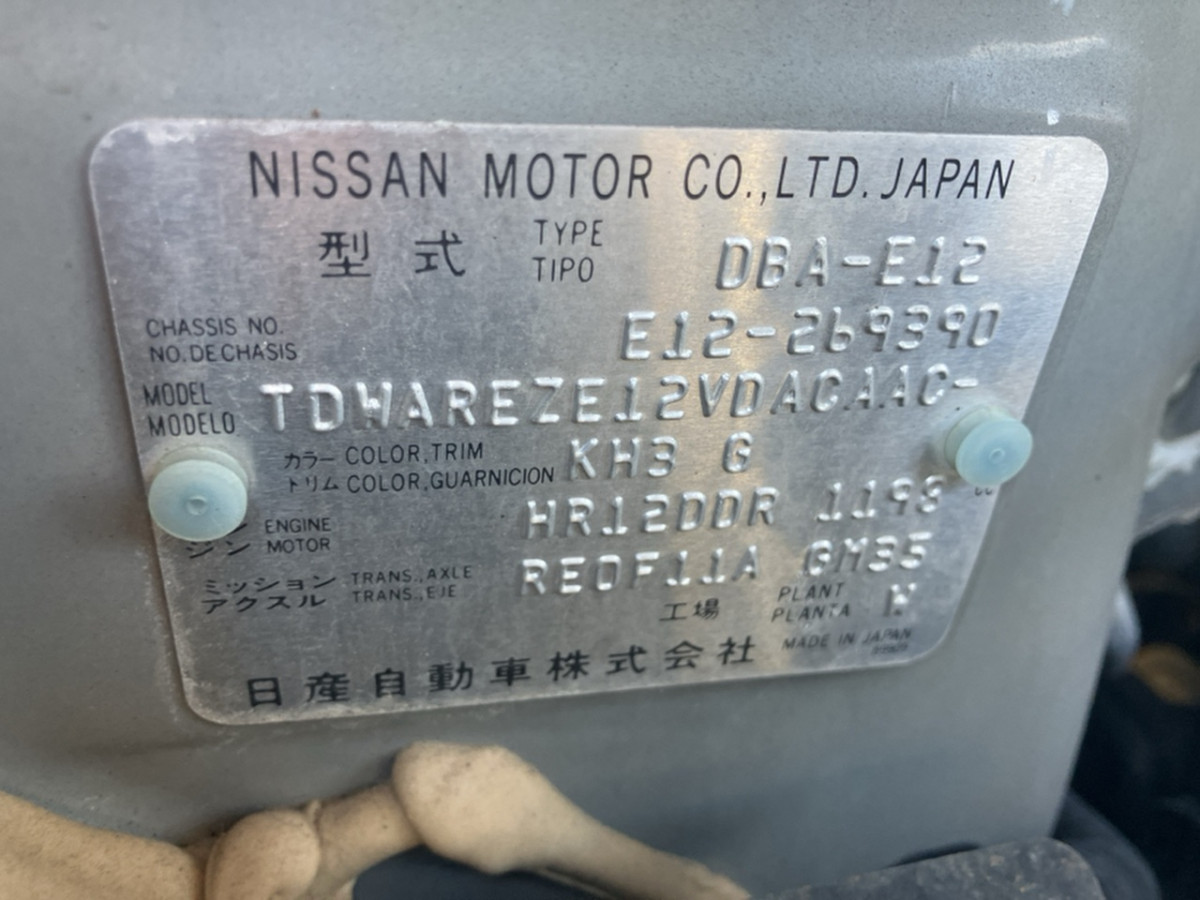 NISSAN MOTOR CO.,LTD. JAPAN
型式 TYPE DBA-E12
TIPO
CHASSIS NO. E12-269390
NO.DE CHASIS
MODEL TDWAREZE12VDACAAC-
MODELO
カラー COLOR,TRIM KH3 G
トリム COLOR,GUARNICION
ENGINE HR12DDR 1198 cc
ジン MOTOR
ミッション TRANS.,AXLE RE0F11A GM35
アクスル TRANS.,EJE
工場 PLANT
PLANTA
日産自動車株式会社 MADE IN JAPAN